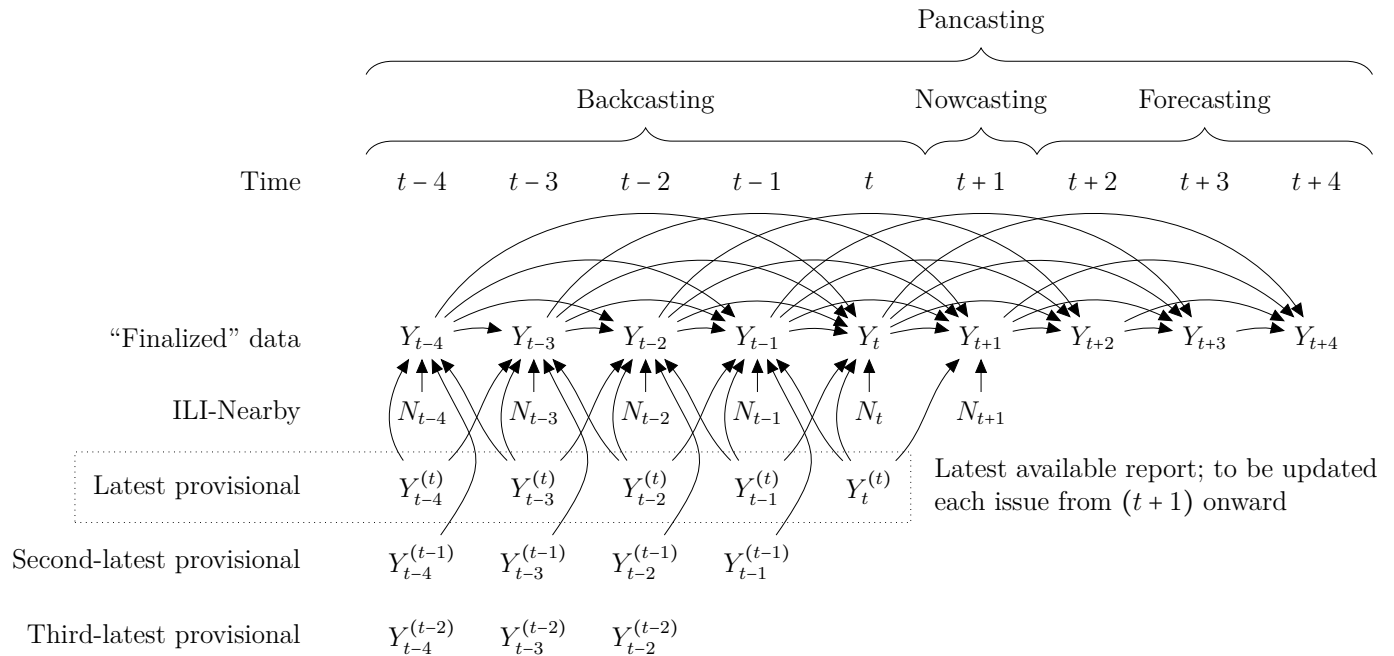 Pancasting
Backcasting Nowcasting Forecasting
Time t−4 t−3 t−2 t−1 t t+1 t+2 t+3 t+4
“Finalized” data Y_{t−4} Y_{t−3} Y_{t−2} Y_{t−1} Y_t Y_{t+1} Y_{t+2} Y_{t+3} Y_{t+4}
ILI-Nearby N_{t−4} N_{t−3} N_{t−2} N_{t−1} N_t N_{t+1}
Latest provisional Y_{t−4}^{(t)} Y_{t−3}^{(t)} Y_{t−2}^{(t)} Y_{t−1}^{(t)} Y_t^{(t)}
Latest available report; to be updated
each issue from (t+1) onward
Second-latest provisional Y_{t−4}^{(t−1)} Y_{t−3}^{(t−1)} Y_{t−2}^{(t−1)} Y_{t−1}^{(t−1)}
Third-latest provisional Y_{t−4}^{(t−2)} Y_{t−3}^{(t−2)} Y_{t−2}^{(t−2)}